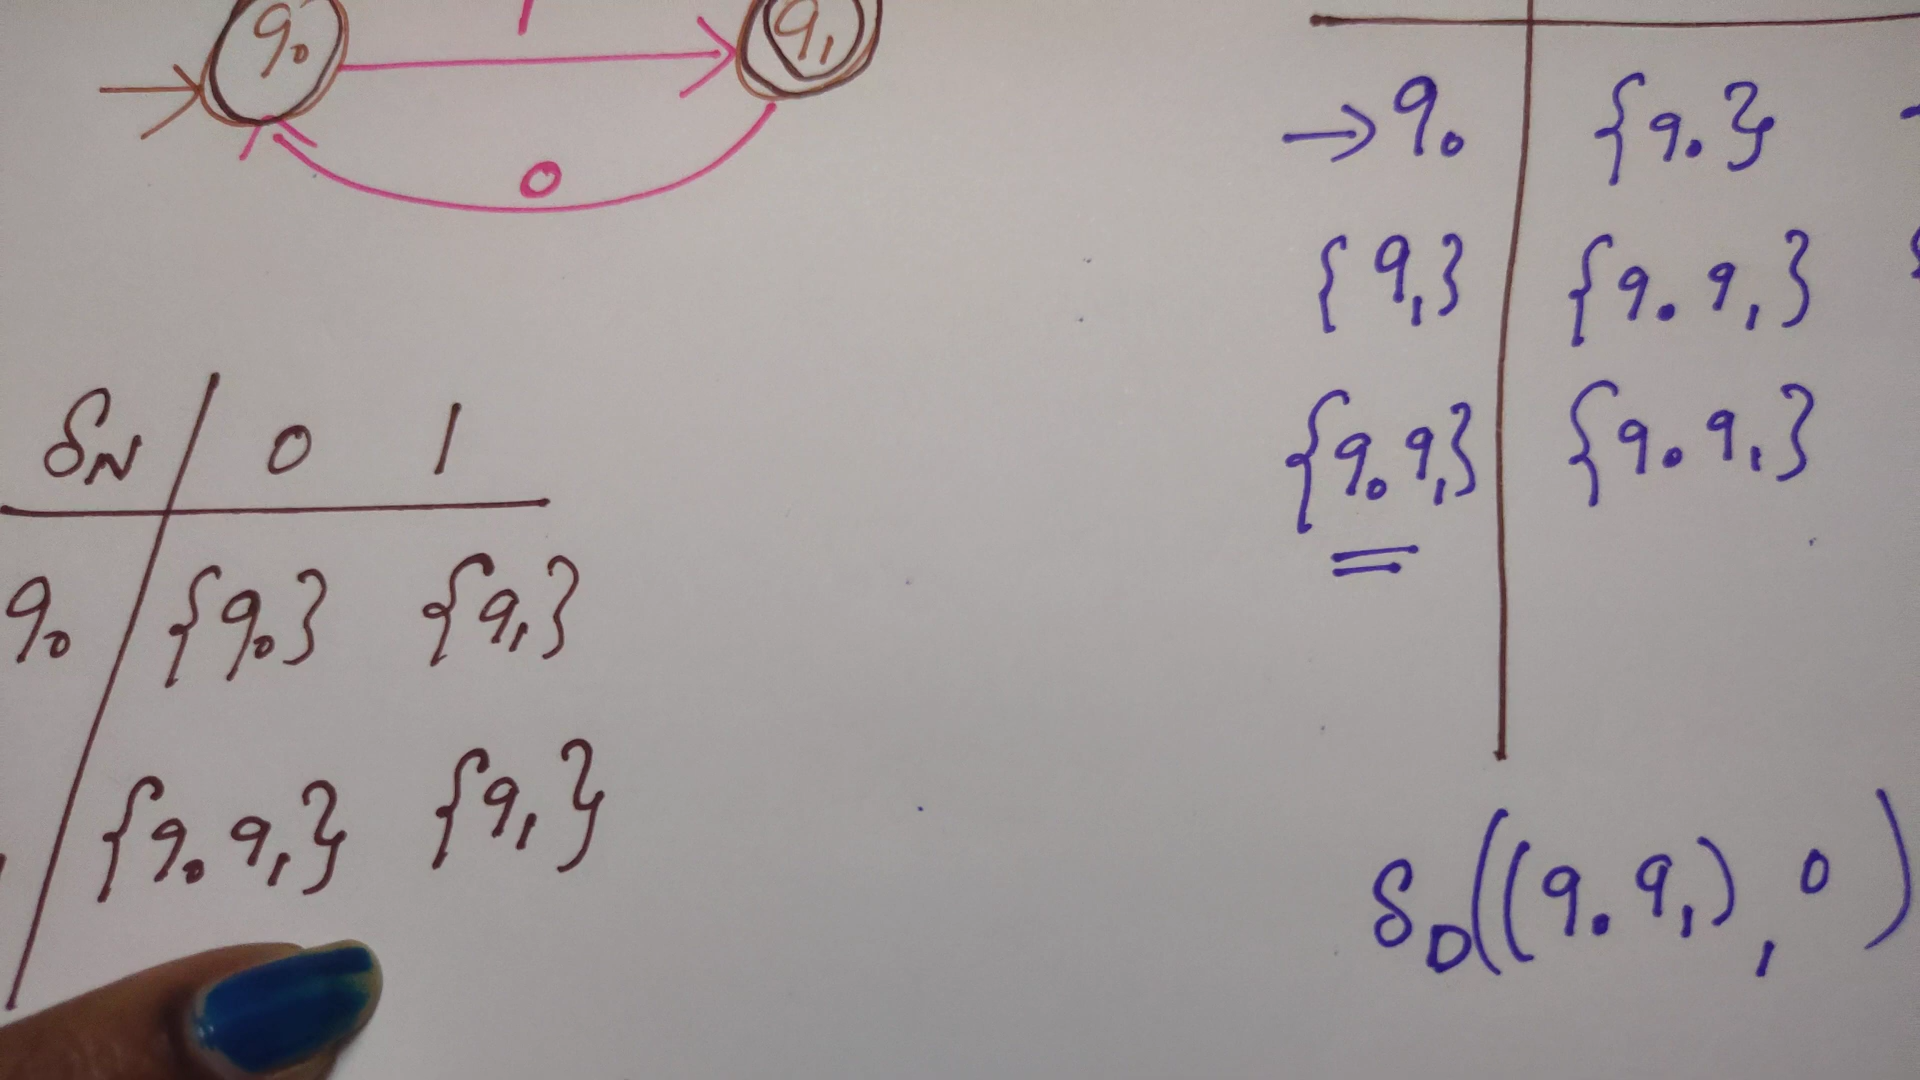 q₀ 1 q₁
0
δN 0 1
q₀ {q₀} {q₁}
{q₀ q₁} {q₁}
→ q₀ {q₀}
{q₁} {q₀ q₁}
{q₀ q₁} {q₀ q₁}
δD((q₀ q₁), 0)